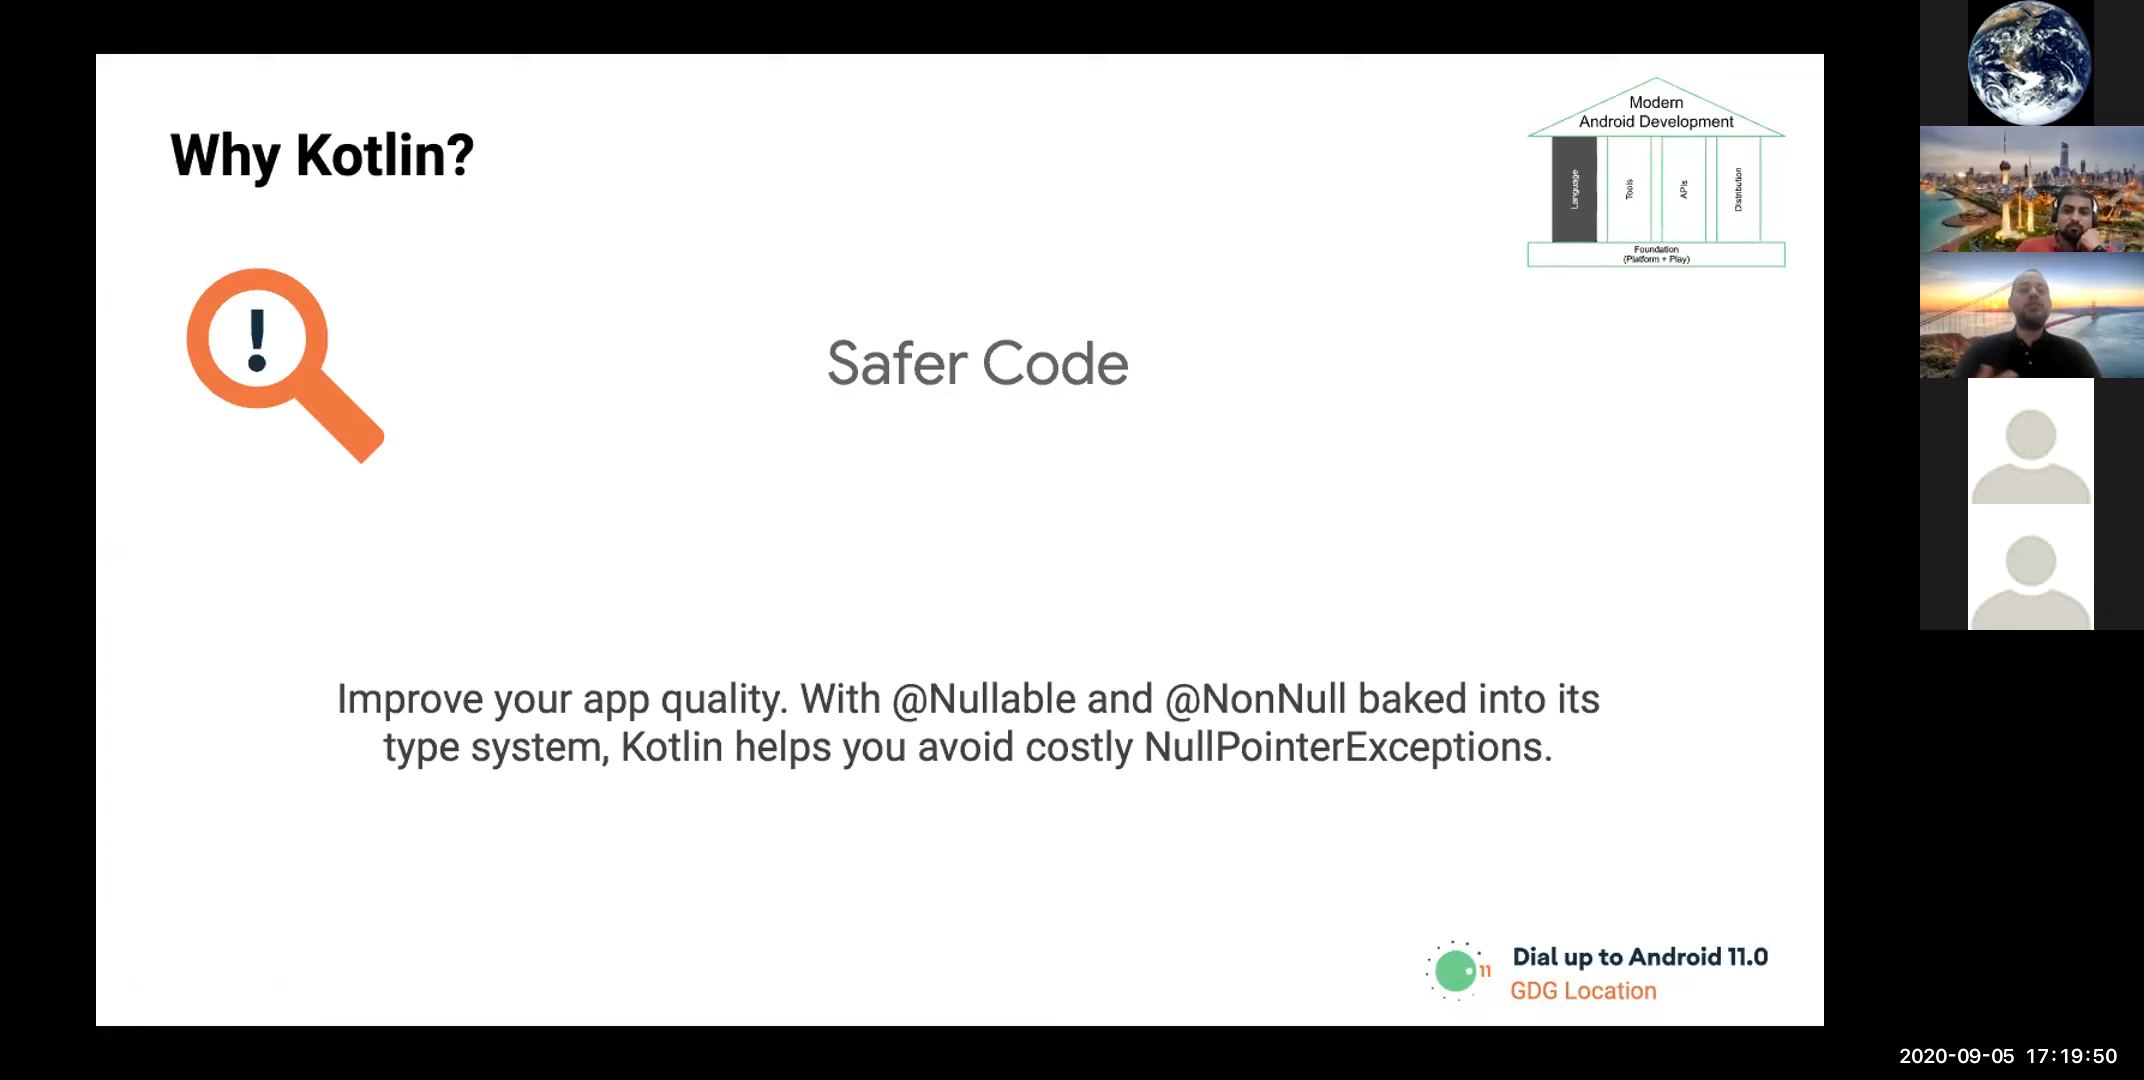 Why Kotlin?
Modern
Android Development
Language
Tools
APIs
Distribution
Foundation
(Platform + Play)
!
Safer Code
Improve your app quality. With @Nullable and @NonNull baked into its
type system, Kotlin helps you avoid costly NullPointerExceptions.
11
Dial up to Android 11.0
GDG Location
2020-09-05 17:19:50